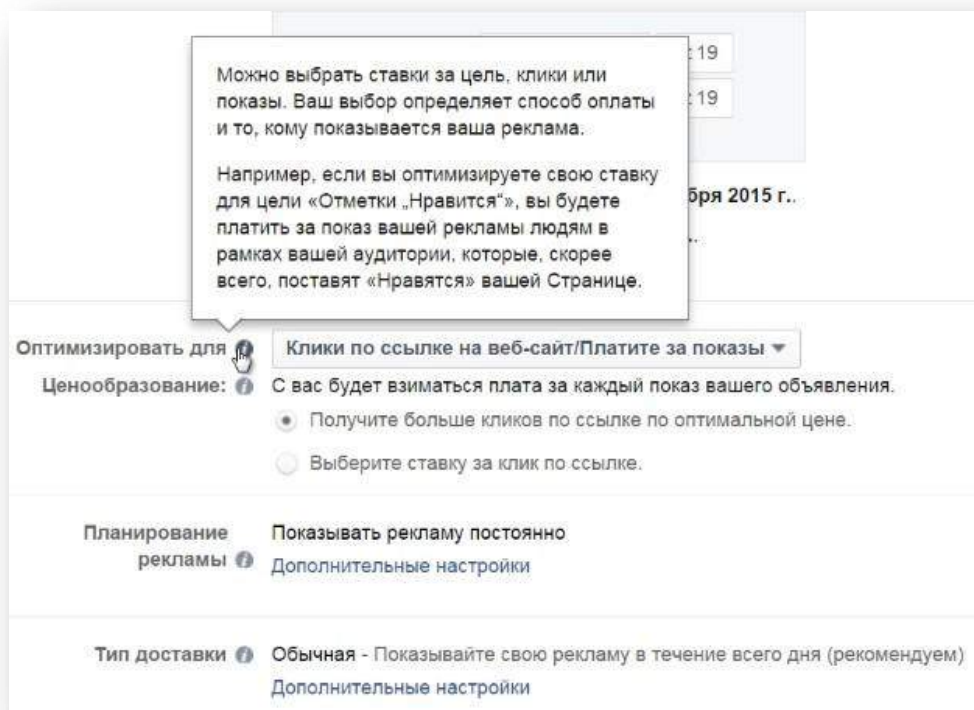 : 19
: 19
Можно выбрать ставки за цель, клики или
показы. Ваш выбор определяет способ оплаты
и то, кому показывается ваша реклама.
Например, если вы оптимизируете свою ставку
для цели «Отметки „Нравится“», вы будете
платить за показ вашей рекламы людям в
рамках вашей аудитории, которые, скорее
всего, поставят «Нравятся» вашей Странице.
бря 2015 г..
Оптимизировать для
Клики по ссылке на веб-сайт/Платите за показы
Ценообразование: С вас будет взиматься плата за каждый показ вашего объявления.
Получите больше кликов по ссылке по оптимальной цене.
Выберите ставку за клик по ссылке.
Планирование
рекламы
Показывать рекламу постоянно
Дополнительные настройки
Тип доставки Обычная - Показывайте свою рекламу в течение всего дня (рекомендуем)
Дополнительные настройки